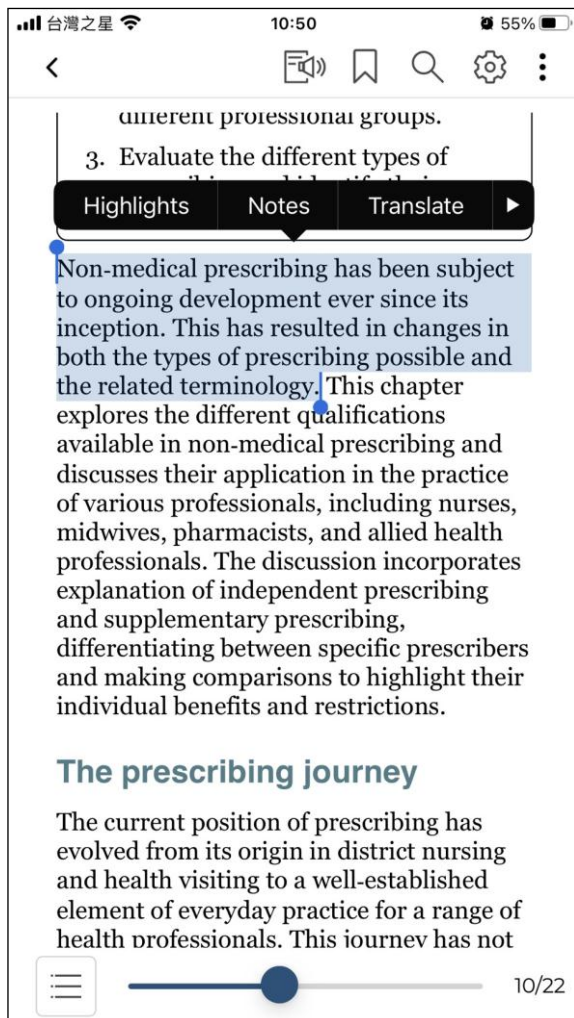 台灣之星
10:50
55%
different professional groups.
3. Evaluate the different types of
Highlights Notes Translate
Non-medical prescribing has been subject
to ongoing development ever since its
inception. This has resulted in changes in
both the types of prescribing possible and
the related terminology. This chapter
explores the different qualifications
available in non-medical prescribing and
discusses their application in the practice
of various professionals, including nurses,
midwives, pharmacists, and allied health
professionals. The discussion incorporates
explanation of independent prescribing
and supplementary prescribing,
differentiating between specific prescribers
and making comparisons to highlight their
individual benefits and restrictions.
The prescribing journey
The current position of prescribing has
evolved from its origin in district nursing
and health visiting to a well-established
element of everyday practice for a range of
health professionals. This journey has not
10/22